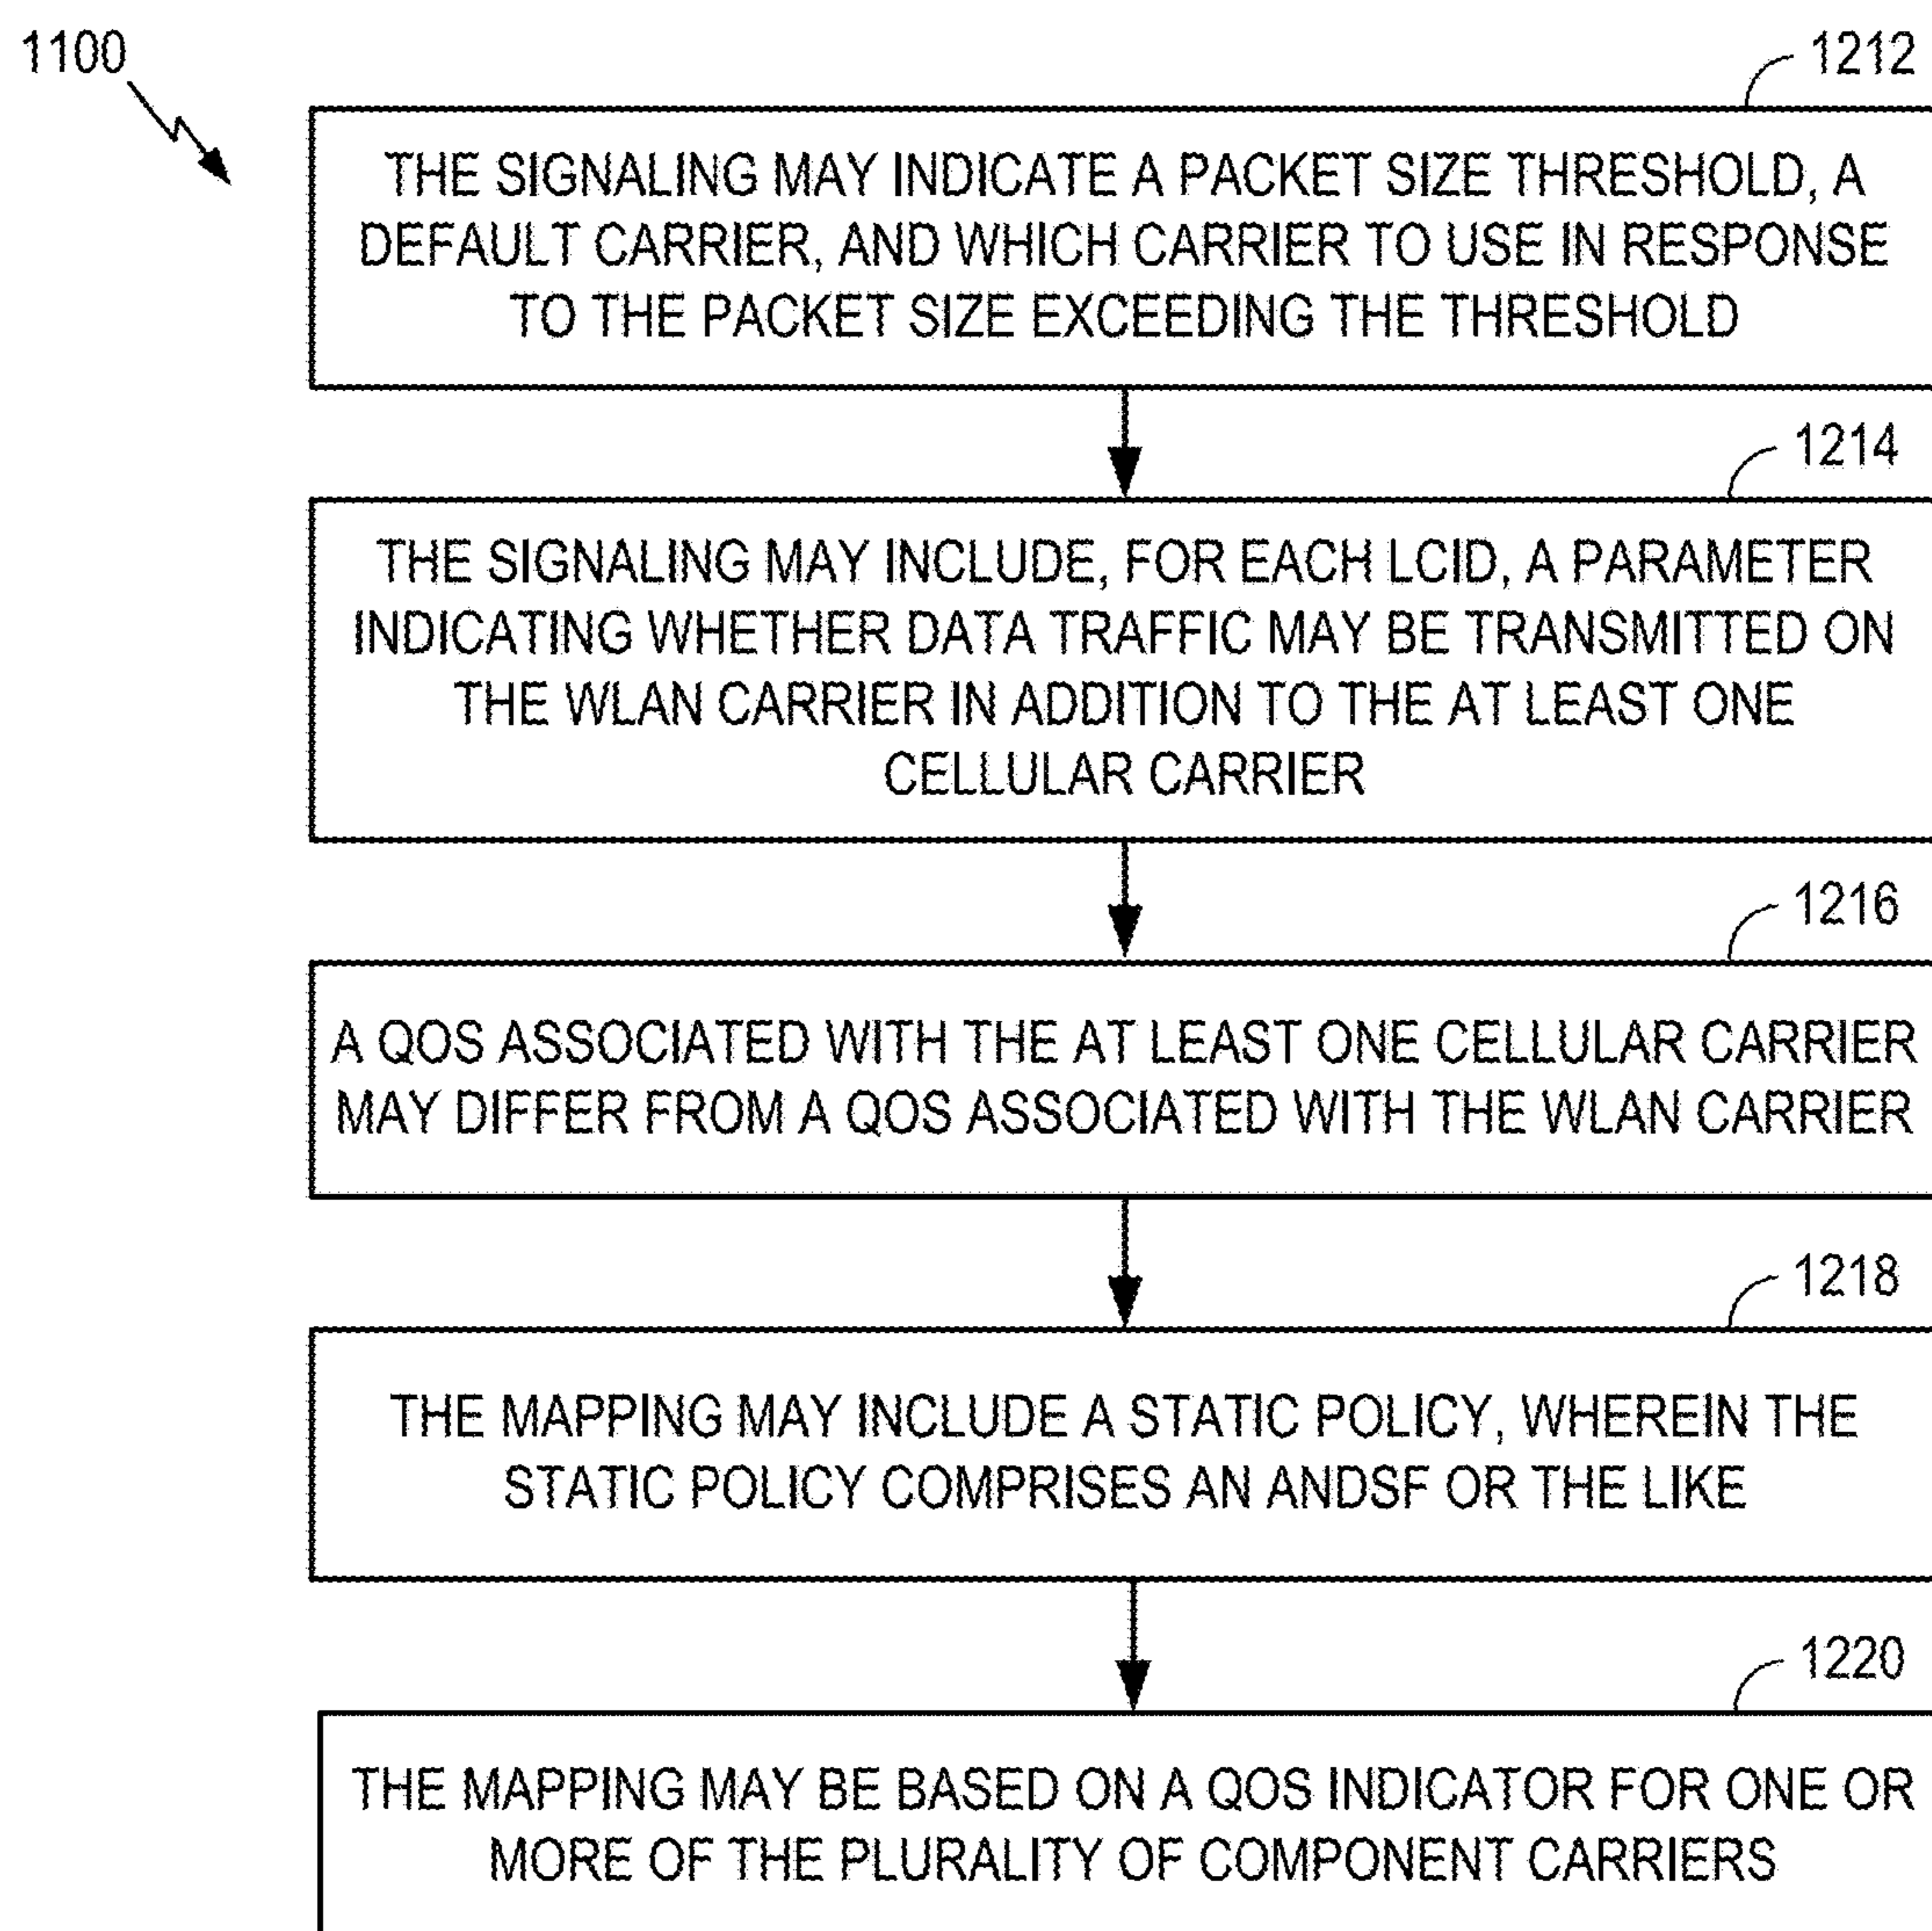 1100
1212
THE SIGNALING MAY INDICATE A PACKET SIZE THRESHOLD, A
DEFAULT CARRIER, AND WHICH CARRIER TO USE IN RESPONSE
TO THE PACKET SIZE EXCEEDING THE THRESHOLD
1214
THE SIGNALING MAY INCLUDE, FOR EACH LCID, A PARAMETER
INDICATING WHETHER DATA TRAFFIC MAY BE TRANSMITTED ON
THE WLAN CARRIER IN ADDITION TO THE AT LEAST ONE
CELLULAR CARRIER
1216
A QOS ASSOCIATED WITH THE AT LEAST ONE CELLULAR CARRIER
MAY DIFFER FROM A QOS ASSOCIATED WITH THE WLAN CARRIER
1218
THE MAPPING MAY INCLUDE A STATIC POLICY, WHEREIN THE
STATIC POLICY COMPRISES AN ANDSF OR THE LIKE
1220
THE MAPPING MAY BE BASED ON A QOS INDICATOR FOR ONE OR
MORE OF THE PLURALITY OF COMPONENT CARRIERS